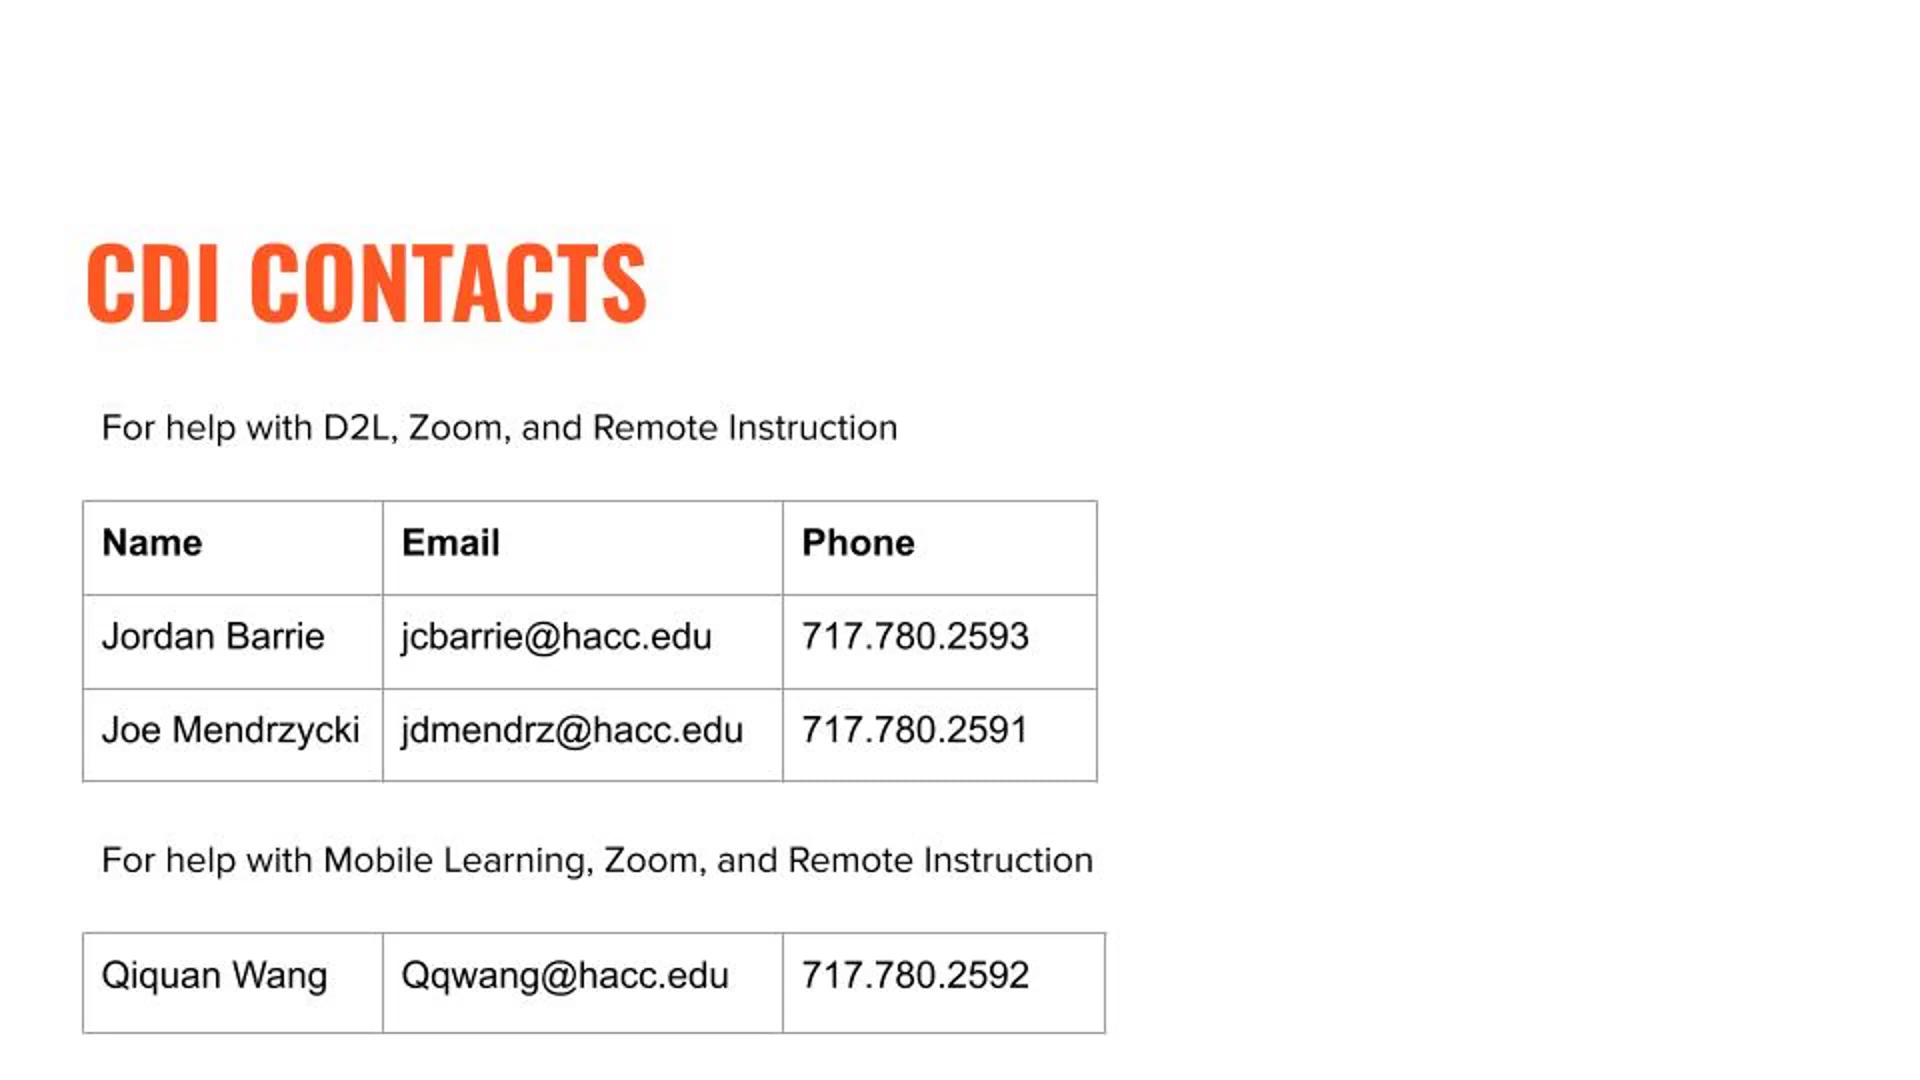 CDI CONTACTS
For help with D2L, Zoom, and Remote Instruction
Name Email Phone
Jordan Barrie jcbarrie@hacc.edu 717.780.2593
Joe Mendrzycki jdmendrz@hacc.edu 717.780.2591
For help with Mobile Learning, Zoom, and Remote Instruction
Qiquan Wang Qqwang@hacc.edu 717.780.2592